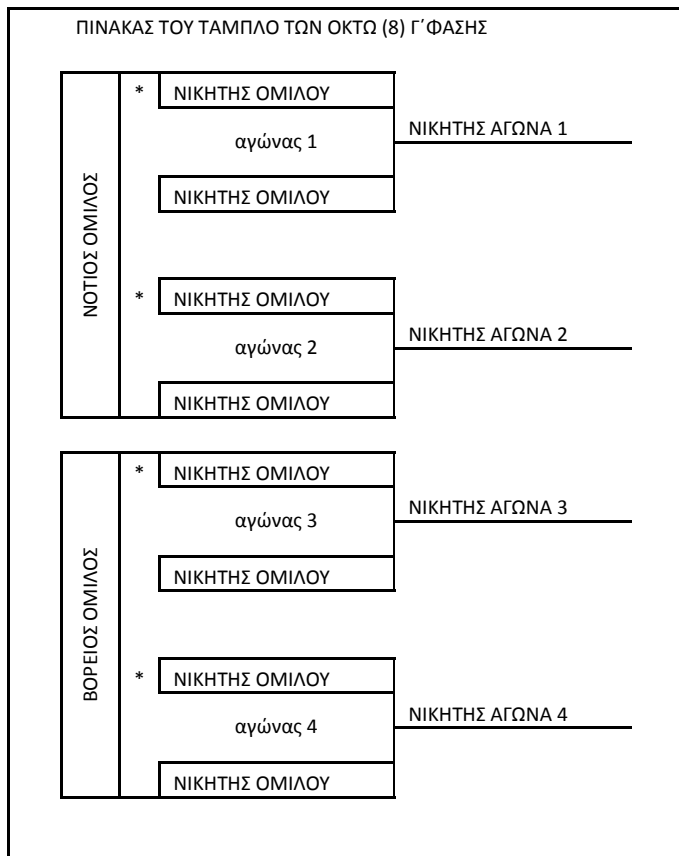 ΠΙΝΑΚΑΣ ΤΟΥ ΤΑΜΠΛΟ ΤΩΝ ΟΚΤΩ (8) Γ΄ΦΑΣΗΣ
ΝΟΤΙΟΣ ΟΜΙΛΟΣ
* ΝΙΚΗΤΗΣ ΟΜΙΛΟΥ
αγώνας 1
ΝΙΚΗΤΗΣ ΑΓΩΝΑ 1
ΝΙΚΗΤΗΣ ΟΜΙΛΟΥ
* ΝΙΚΗΤΗΣ ΟΜΙΛΟΥ
αγώνας 2
ΝΙΚΗΤΗΣ ΑΓΩΝΑ 2
ΝΙΚΗΤΗΣ ΟΜΙΛΟΥ
ΒΟΡΕΙΟΣ ΟΜΙΛΟΣ
* ΝΙΚΗΤΗΣ ΟΜΙΛΟΥ
αγώνας 3
ΝΙΚΗΤΗΣ ΑΓΩΝΑ 3
ΝΙΚΗΤΗΣ ΟΜΙΛΟΥ
* ΝΙΚΗΤΗΣ ΟΜΙΛΟΥ
αγώνας 4
ΝΙΚΗΤΗΣ ΑΓΩΝΑ 4
ΝΙΚΗΤΗΣ ΟΜΙΛΟΥ